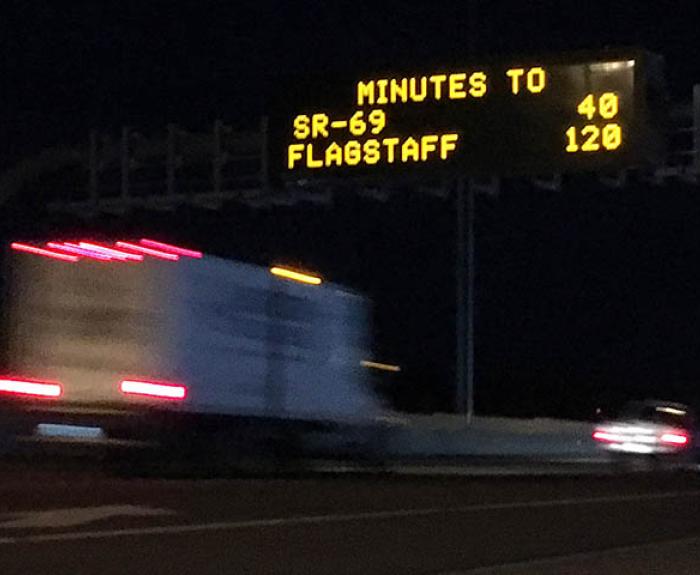 MINUTES TO
SR-69 40
FLAGSTAFF 120